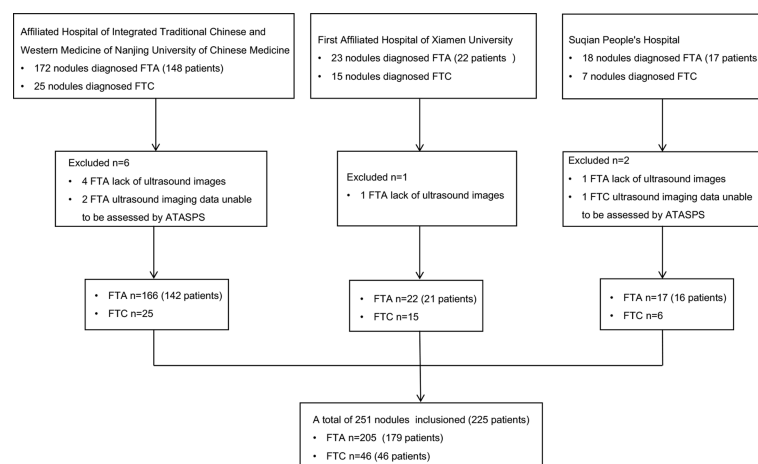 Affiliated Hospital of Integrated Traditional Chinese and
Western Medicine of Nanjing University of Chinese Medicine
• 172 nodules diagnosed FTA (148 patients)
• 25 nodules diagnosed FTC
First Affiliated Hospital of Xiamen University
• 23 nodules diagnosed FTA (22 patients )
• 15 nodules diagnosed FTC
Suqian People's Hospital
• 18 nodules diagnosed FTA (17 patients
• 7 nodules diagnosed FTC
Excluded n=6
• 4 FTA lack of ultrasound images
• 2 FTA ultrasound imaging data unable
to be assessed by ATASPS
Excluded n=1
• 1 FTA lack of ultrasound images
Excluded n=2
• 1 FTA lack of ultrasound images
• 1 FTC ultrasound imaging data unable
to be assessed by ATASPS
• FTA n=166 (142 patients)
• FTC n=25
• FTA n=22 (21 patients)
• FTC n=15
• FTA n=17 (16 patients)
• FTC n=6
A total of 251 nodules inclusioned (225 patients)
• FTA n=205 (179 patients)
• FTC n=46 (46 patients)